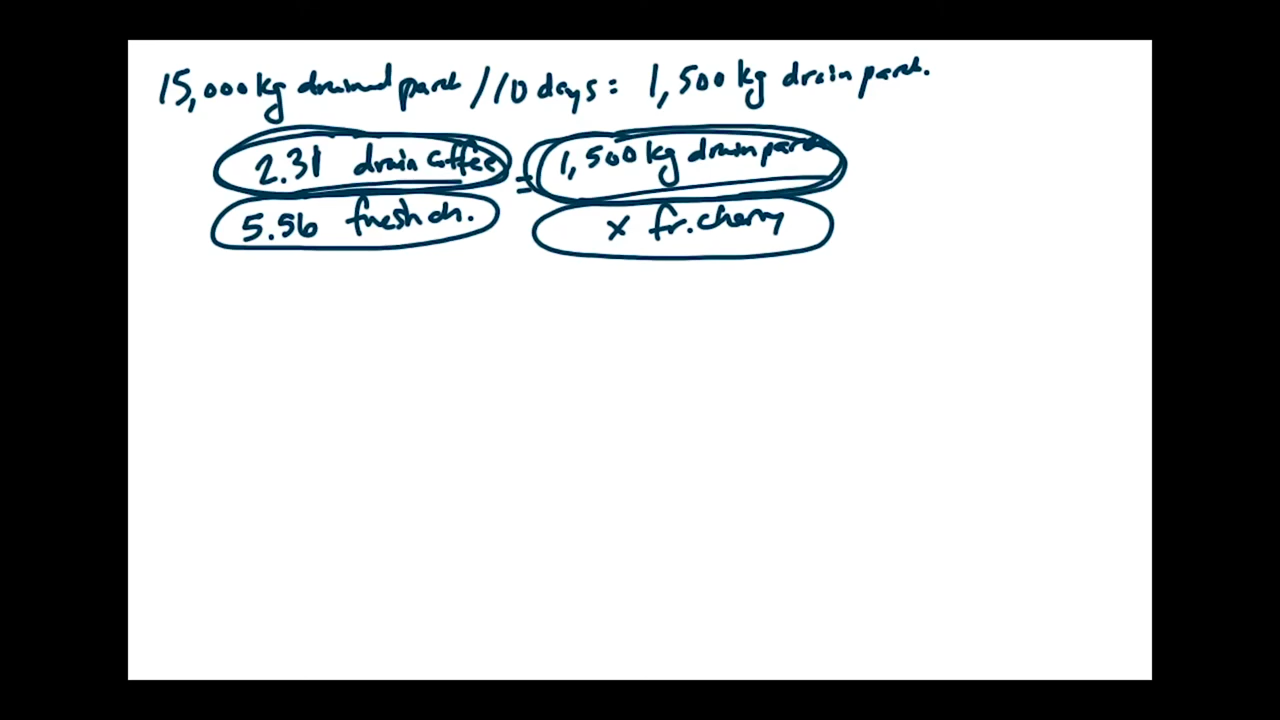 15,000 kg drained parch //10 days = 1,500 kg drain parch.
2.31 drain coffee = 1,500 kg drain parch
5.56 fresh ch. x fr. cherry